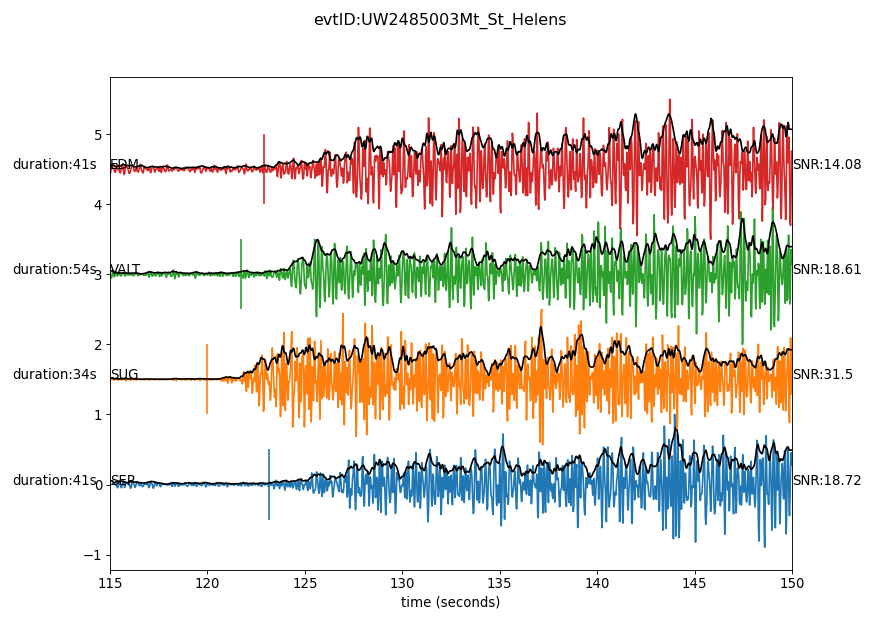 evtID:UW2485003Mt_St_Helens
5
duration:41s EDM SNR:14.08
4
duration:54s VALT SNR:18.61
3
2
duration:34s SUG SNR:31.5
1
duration:41s SEP SNR:18.72
0
−1
115 120 125 130 135 140 145 150
time (seconds)